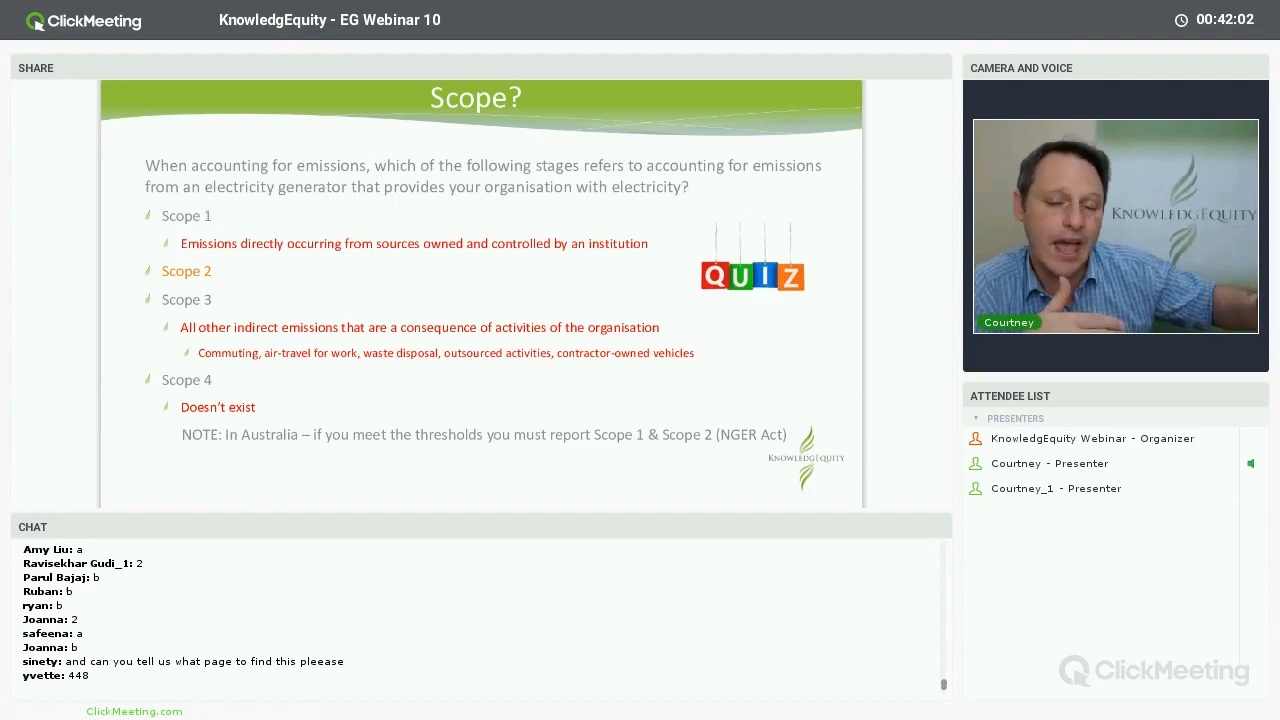 ClickMeeting
KnowledgEquity - EG Webinar 10
00:42:02
SHARE
Scope?
When accounting for emissions, which of the following stages refers to accounting for emissions
from an electricity generator that provides your organisation with electricity?
Scope 1
Emissions directly occurring from sources owned and controlled by an institution
Scope 2
Scope 3
All other indirect emissions that are a consequence of activities of the organisation
Commuting, air-travel for work, waste disposal, outsourced activities, contractor-owned vehicles
Scope 4
Doesn't exist
NOTE: In Australia – if you meet the thresholds you must report Scope 1 & Scope 2 (NGER Act)
QUIZ
KNOWLEDGEQUITY
CAMERA AND VOICE
KNOWLEDGEQUITY
Courtney
ATTENDEE LIST
PRESENTERS
KnowledgEquity Webinar - Organizer
Courtney - Presenter
Courtney_1 - Presenter
CHAT
Amy Liu: a
Ravisekhar Gudi_1: 2
Parul Bajaj: b
Ruban: b
ryan: b
Joanna: 2
safeena: a
Joanna: b
sinety: and can you tell us what page to find this pleease
yvette: 448
ClickMeeting
ClickMeeting.com